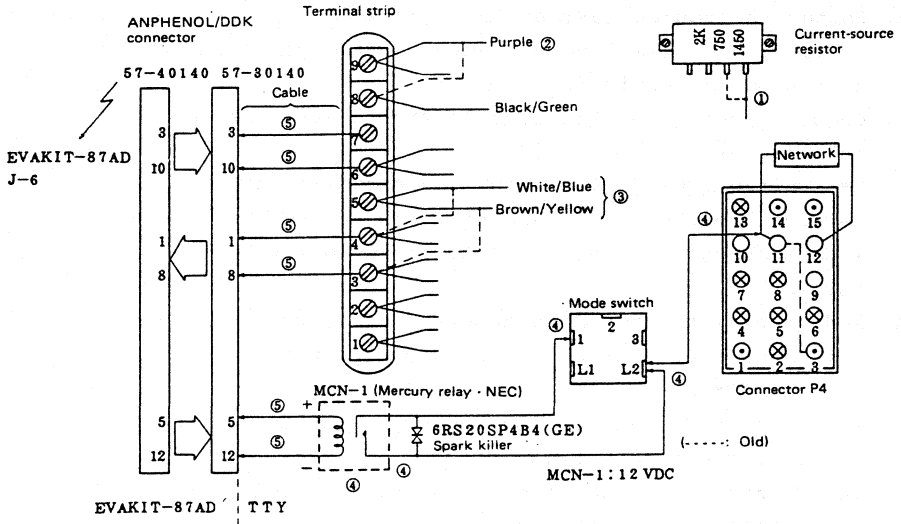 Terminal strip
ANPHENOL/DDK
connector
57-40140 57-30140
Cable
Purple ②
Black/Green
White/Blue
Brown/Yellow
③
2K
750
1450
Current-source
resistor
①
EVAKIT-87AD
J-6
3
10
1
8
5
12
3
10
1
8
5
12
⑤
⑤
⑤
⑤
⑤
⑤
9
8
7
6
5
4
3
2
1
Network
④
13 14 15
10 11 12
7 8 9
4 5 6
1 2 3
Connector P4
Mode switch
④
1 2 3
L1 L2
④
MCN-1 (Mercury relay · NEC)
+
−
④
④
6RS20SP4B4(GE)
Spark killer
(-----: Old)
MCN-1:12 VDC
EVAKIT-87AD TTY